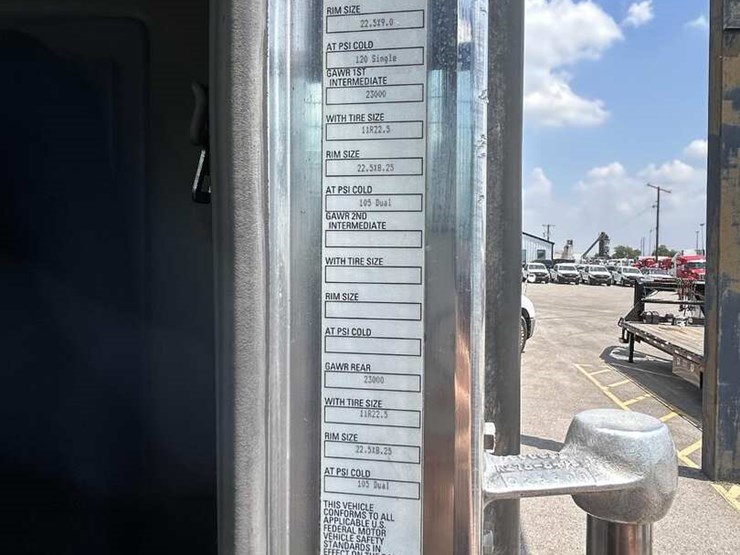 RIM SIZE
22.5X9.0
AT PSI COLD
120 Single
GAWR 1ST
INTERMEDIATE
23000
WITH TIRE SIZE
11R22.5
RIM SIZE
22.5X8.25
AT PSI COLD
105 Dual
GAWR 2ND
INTERMEDIATE
WITH TIRE SIZE
RIM SIZE
AT PSI COLD
GAWR REAR
23000
WITH TIRE SIZE
11R22.5
RIM SIZE
22.5X8.25
AT PSI COLD
105 Dual
THIS VEHICLE
CONFORMS TO ALL
APPLICABLE U.S.
FEDERAL MOTOR
VEHICLE SAFETY
STANDARDS IN
EFFECT ON THE